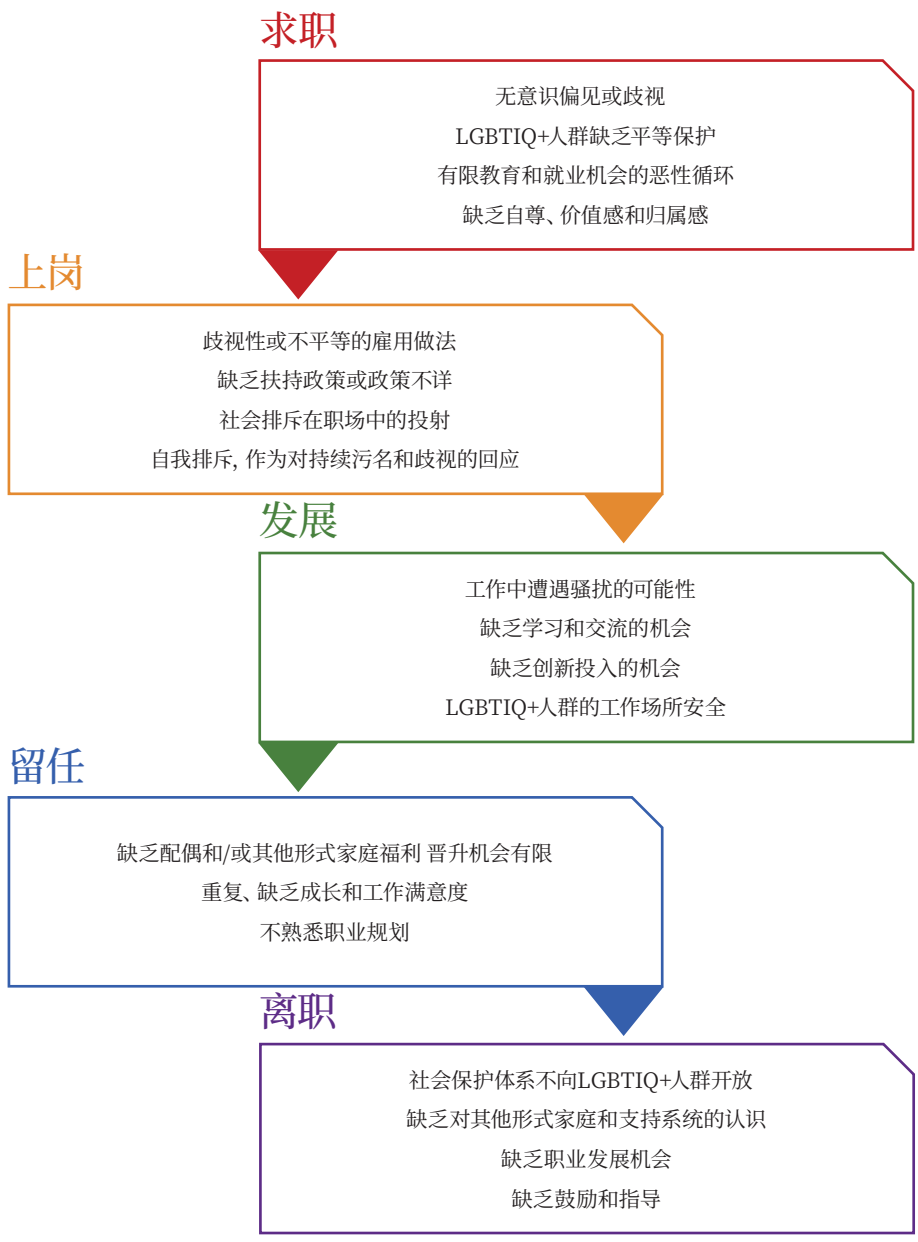 求职
无意识偏见或歧视
LGBTIQ+人群缺乏平等保护
有限教育和就业机会的恶性循环
缺乏自尊、价值感和归属感
上岗
歧视性或不平等的雇用做法
缺乏扶持政策或政策不详
社会排斥在职场中的投射
自我排斥, 作为对持续污名和歧视的回应
发展
工作中遭遇骚扰的可能性
缺乏学习和交流的机会
缺乏创新投入的机会
LGBTIQ+人群的工作场所安全
留任
缺乏配偶和/或其他形式家庭福利 晋升机会有限
重复、缺乏成长和工作满意度
不熟悉职业规划
离职
社会保护体系不向LGBTIQ+人群开放
缺乏对其他形式家庭和支持系统的认识
缺乏职业发展机会
缺乏鼓励和指导